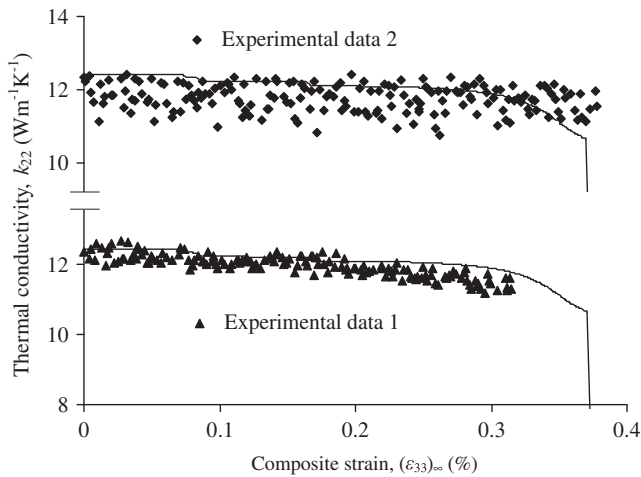 14
Experimental data 2
12
10
12
Experimental data 1
10
8
0
0.1
0.2
0.3
0.4
Thermal conductivity, k₂₂ (Wm⁻¹K⁻¹)
Composite strain, (ε₃₃)∞ (%)